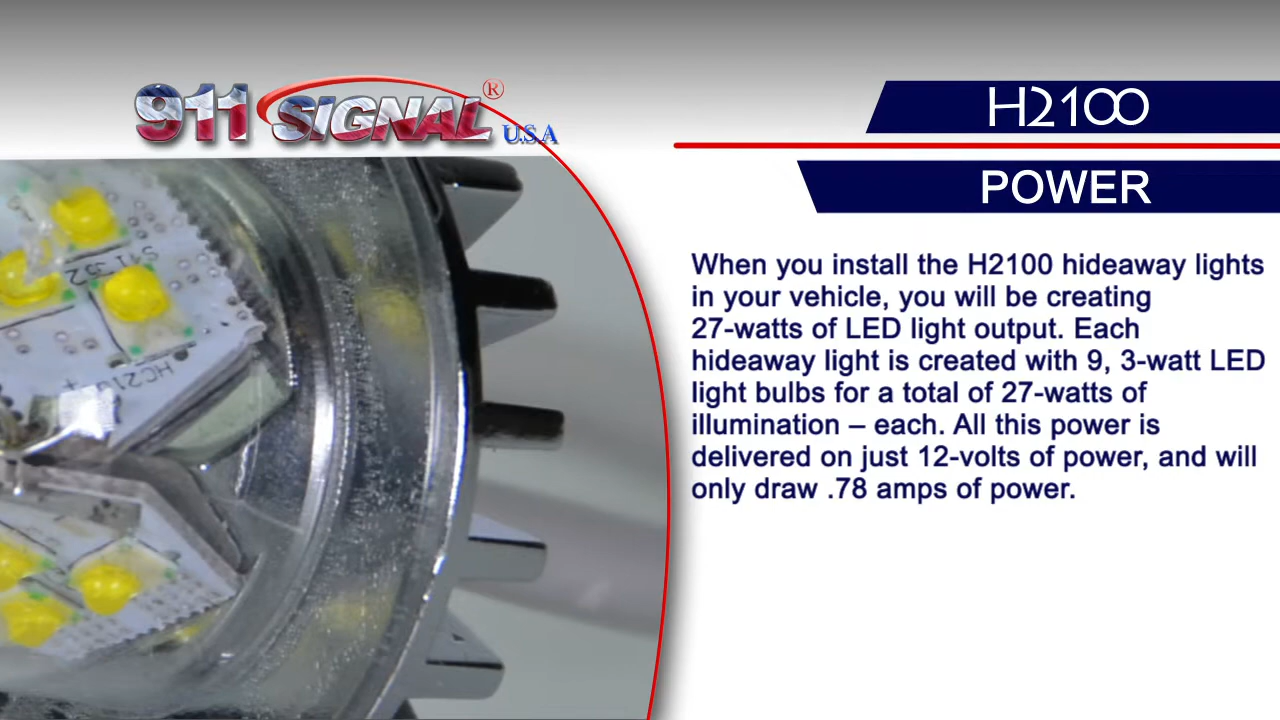 911 SIGNAL®
U.S.A
H2100
POWER
When you install the H2100 hideaway lights
in your vehicle, you will be creating
27-watts of LED light output. Each
hideaway light is created with 9, 3-watt LED
light bulbs for a total of 27-watts of
illumination – each. All this power is
delivered on just 12-volts of power, and will
only draw .78 amps of power.